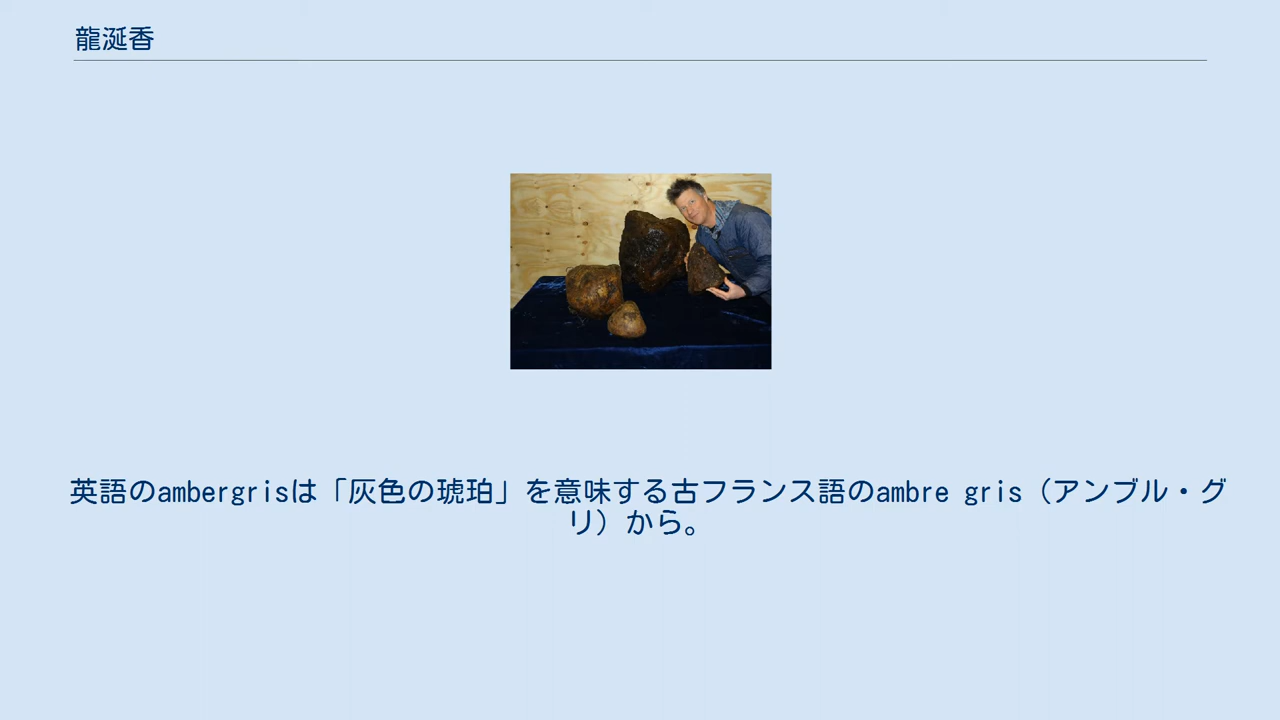 龍涎香
英語のambergrisは「灰色の琥珀」を意味する古フランス語のambre gris（アンブル・グ
リ）から。